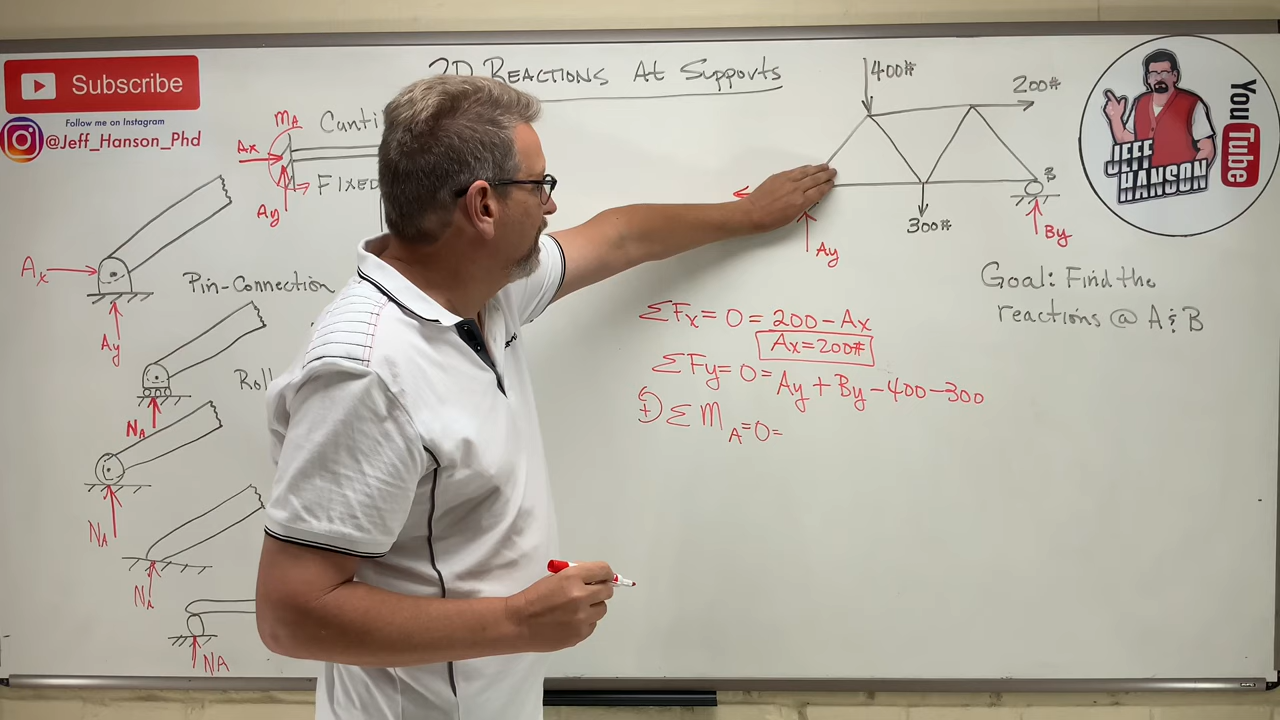 Subscribe
Follow me on Instagram
@Jeff_Hanson_Phd
2D REACTIONS At Supports
MA
Canti
Ax
FIXED
Ay
Ax
Pin-Connection
Ay
Roll
NA
NA
NA
NA
400#
200#
B
300#
Ay
By
Goal: Find the
reactions @ A & B
ΣFx = 0 = 200 - Ax
Ax = 200#
ΣFy = 0 = Ay + By - 400 - 300
+ ΣMA = 0 =
JEFF
HANSON
YouTube